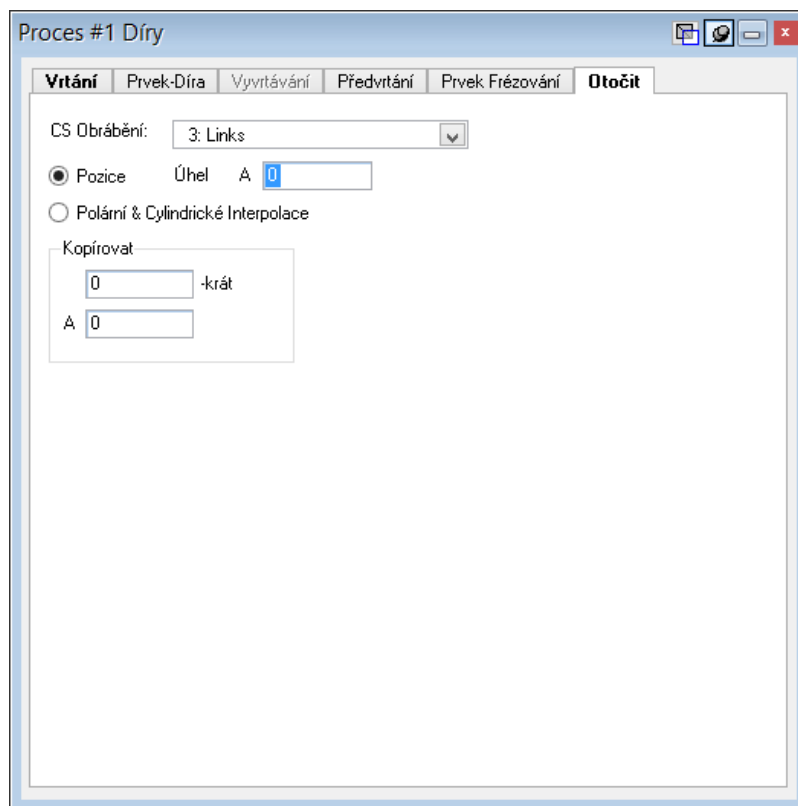 Proces #1 Díry
Vrtání Prvek-Díra Vyvrtávání Předvrtání Prvek Frézování Otočit
CS Obrábění: 3: Links
Pozice Úhel A 0
Polární & Cylindrické Interpolace
Kopírovat
0 -krát
A 0